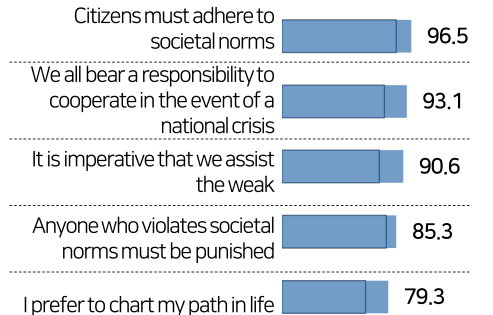 Citizens must adhere to
societal norms
96.5
We all bear a responsibility to
cooperate in the event of a
national crisis
93.1
It is imperative that we assist
the weak
90.6
Anyone who violates societal
norms must be punished
85.3
I prefer to chart my path in life
79.3